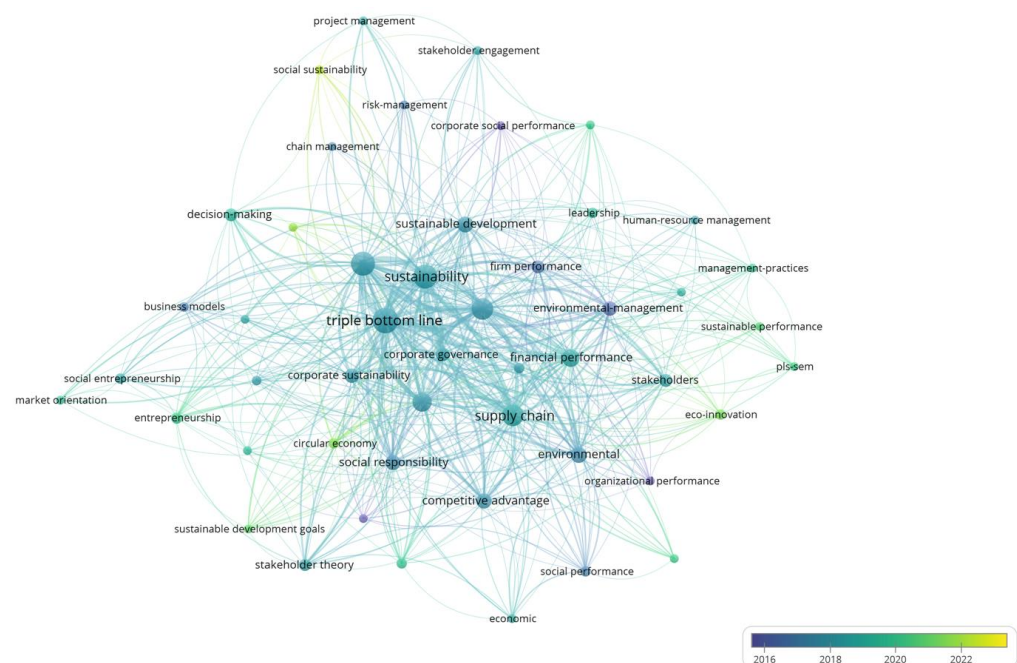 project management
stakeholder engagement
social sustainability
risk-management
corporate social performance
chain management
decision-making
leadership
human-resource management
sustainable development
firm performance
management-practices
sustainability
business models
environmental-management
triple bottom line
sustainable performance
corporate governance
financial performance
pls-sem
social entrepreneurship
corporate sustainability
stakeholders
market orientation
entrepreneurship
supply chain
eco-innovation
circular economy
social responsibility
environmental
organizational performance
competitive advantage
sustainable development goals
stakeholder theory
social performance
economic
2016 2018 2020 2022